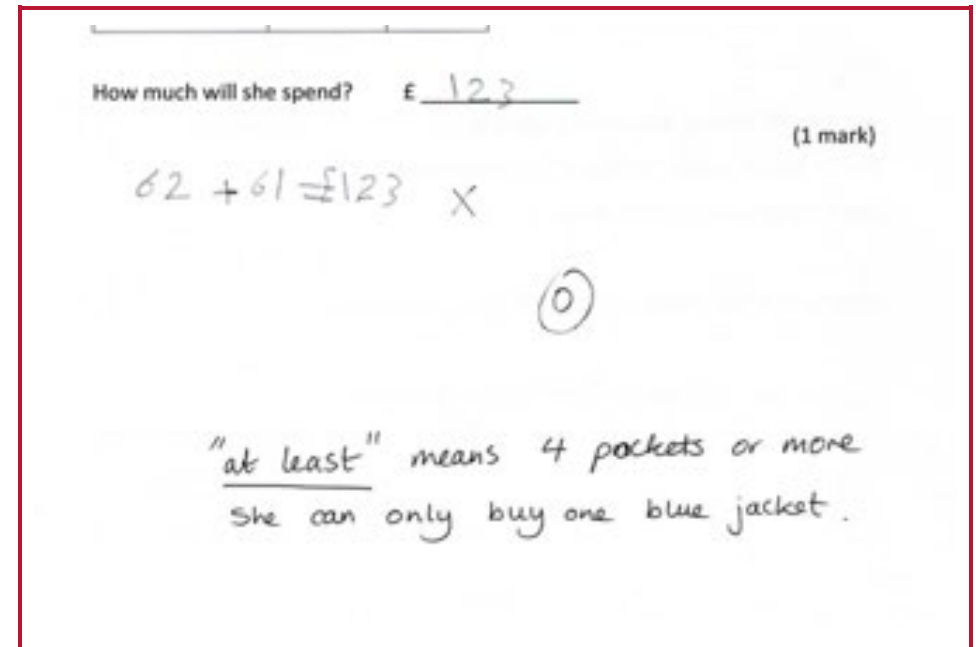 How much will she spend? £ 123
(1 mark)
62 + 61 = £123 X
0
"at least" means 4 pockets or more
She can only buy one blue jacket.